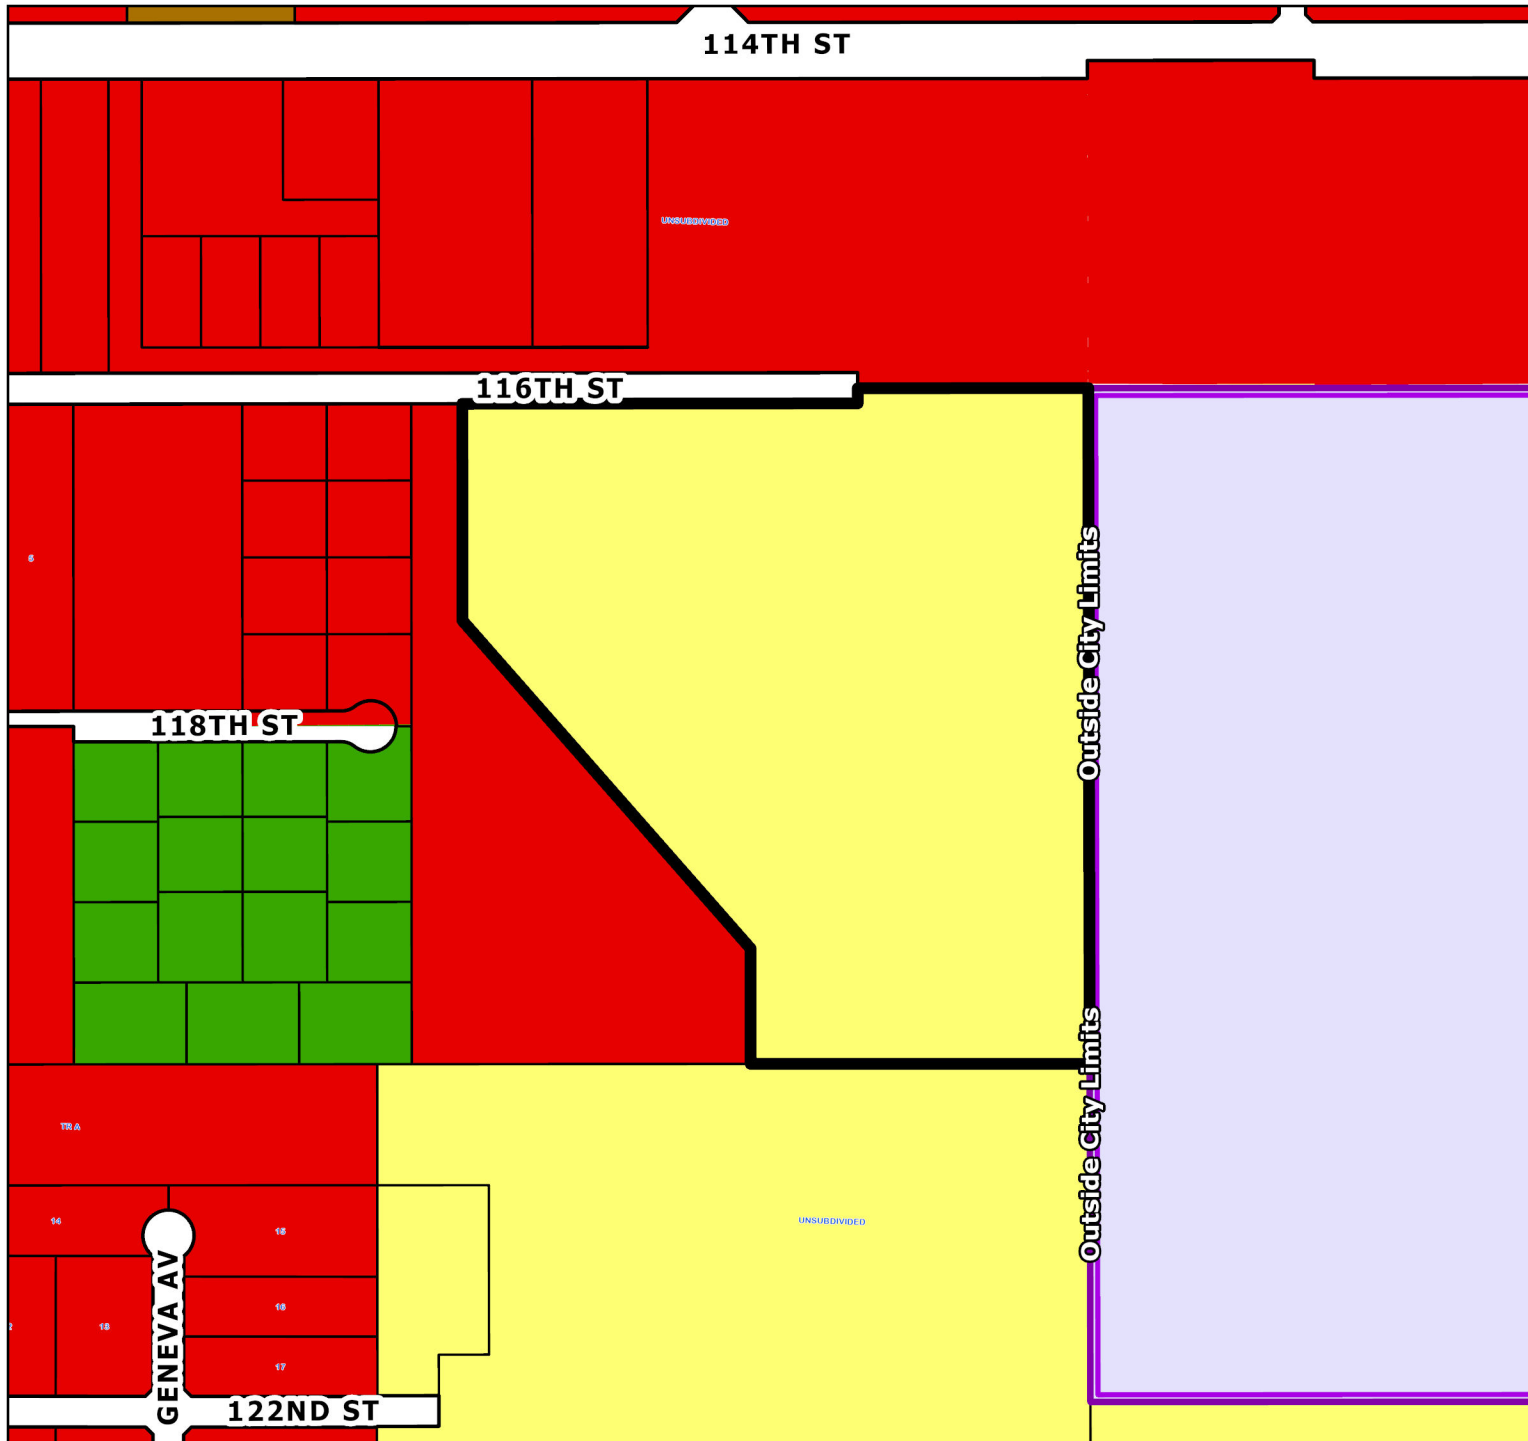 114TH ST
UNSUBDIVIDED
116TH ST
5
Outside City Limits
118TH ST
Outside City Limits
TR A
14
15
UNSUBDIVIDED
GENEVA AV
16
13
17
122ND ST